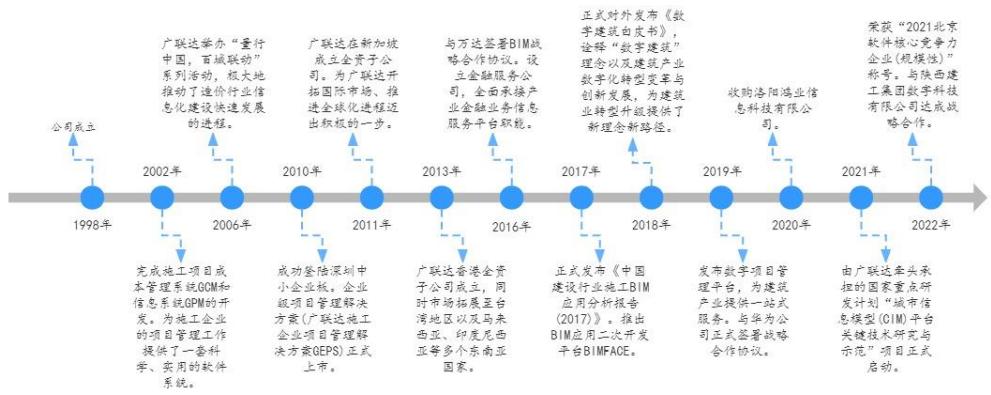 公司成立
广联达举办“量行
中国，百城联动”
系列活动，极大地
推动了造价行业信
息化建设快速发展
的进程。
广联达在新加坡
成立全资子公
司。为广联达开
拓国际市场、推
进全球化进程迈
出积极的一步。
与万达签署BIM战
略合作协议。设
立金融服务公
司，全面承接产
业金融业务信息
服务平台职能。
正式对外发布《数
字建筑白皮书》，
诠释“数字建筑”
理念以及建筑产业
数字化转型变革与
创新发展，为建筑
业转型升级提供了
新理念新路径。
收购洛阳鸿业信
息科技有限公
司。
荣获“2021北京
软件核心竞争力
企业(规模性)”
称号。与陕西建
工集团数字科技
有限公司达成战
略合作。
2002年
2010年
2013年
2017年
2019年
2021年
1998年
2006年
2011年
2016年
2018年
2020年
2022年
完成施工项目成
本管理系统GCM和
信息系统GPM的开
发。为施工企业
的项目管理工作
提供了一套科
学、实用的软件
系统。
成功登陆深圳中
小企业板。企业
级项目管理解决
方案(广联达施工
企业项目管理解
决方案GEPS)正式
上市。
广联达香港全资
子公司成立，同
时市场拓展至台
湾地区以及马来
西亚、印度尼西
亚等多个东南亚
国家。
正式发布《中国
建设行业施工BIM
应用分析报告
(2017)》。推出
BIM应用二次开发
平台BIMFACE。
发布数字项目管
理平台，为建筑
产业提供一站式
服务。与华为公
司正式签署战略
合作协议。
由广联达牵头承
担的国家重点研
发计划“城市信
息模型(CIM)平台
关键技术研究与
示范”项目正式
启动。